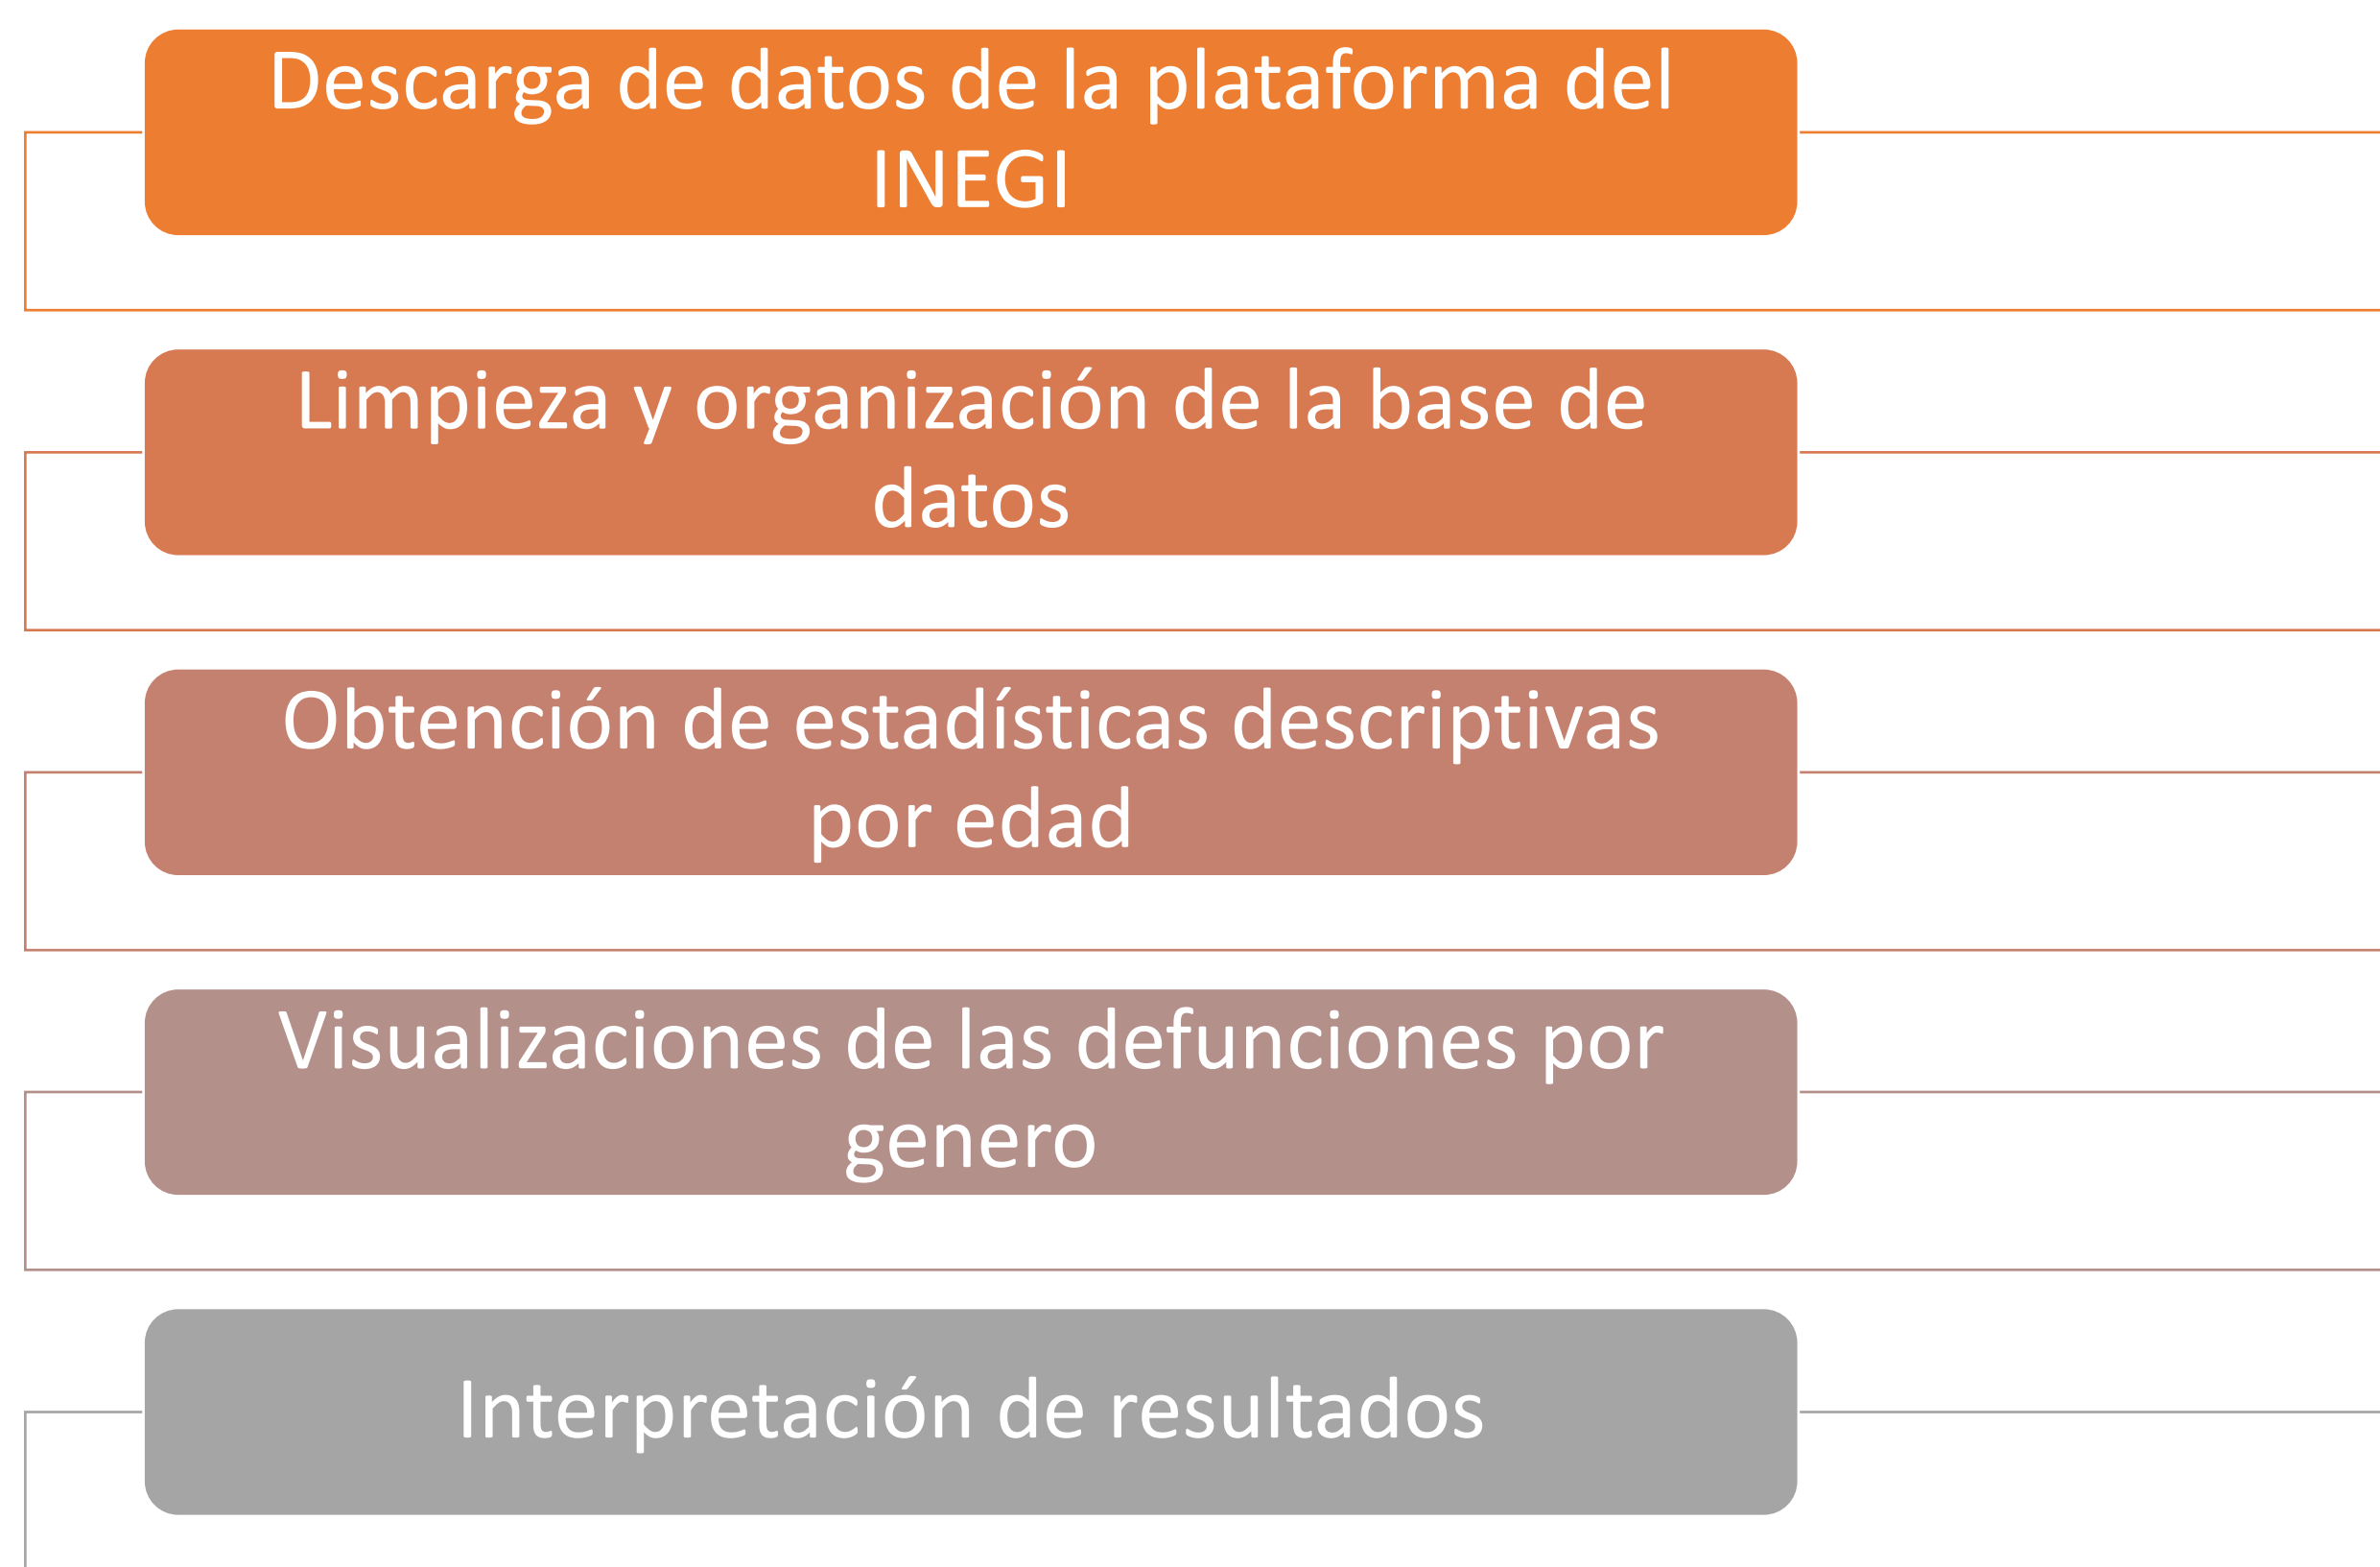 Descarga de datos de la plataforma del
INEGI
Limpieza y organización de la base de
datos
Obtención de estadísticas descriptivas
por edad
Visualizaciones de las defunciones por
genero
Interpretación de resultados